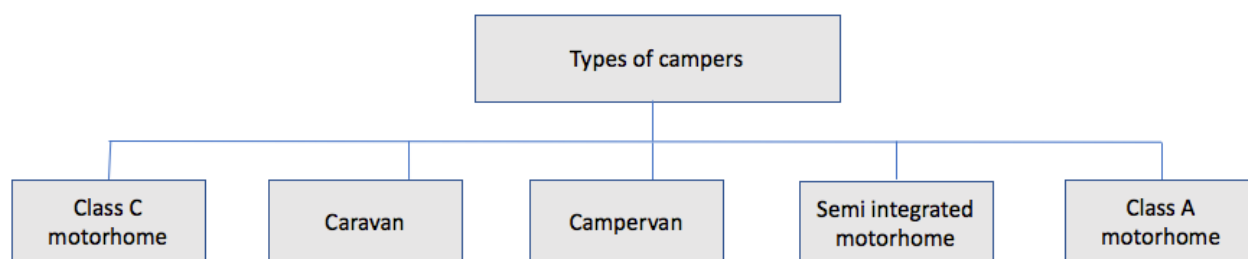 Types of campers
Class C
motorhome
Caravan
Campervan
Semi integrated
motorhome
Class A
motorhome